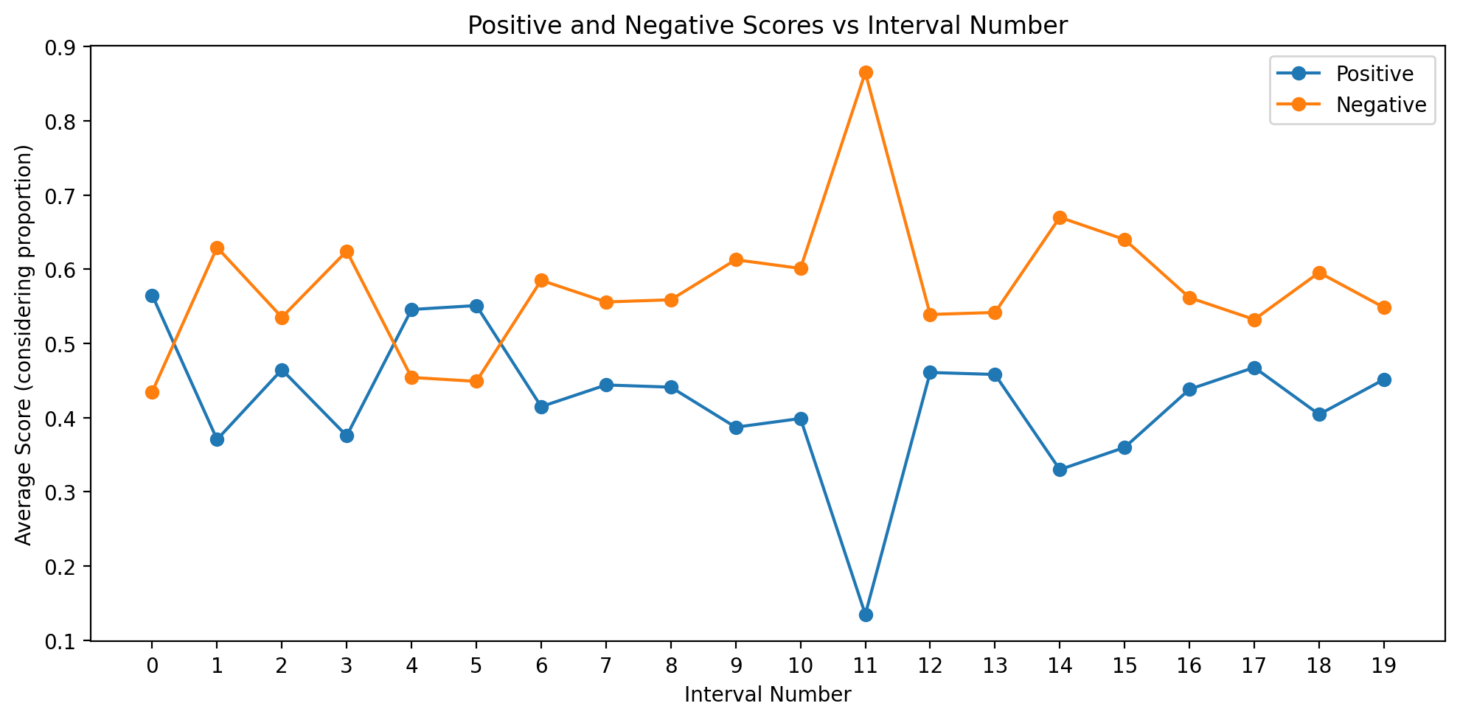 Positive and Negative Scores vs Interval Number
Positive
Negative
Average Score (considering proportion)
0.9
0.8
0.7
0.6
0.5
0.4
0.3
0.2
0.1
0 1 2 3 4 5 6 7 8 9 10 11 12 13 14 15 16 17 18 19
Interval Number